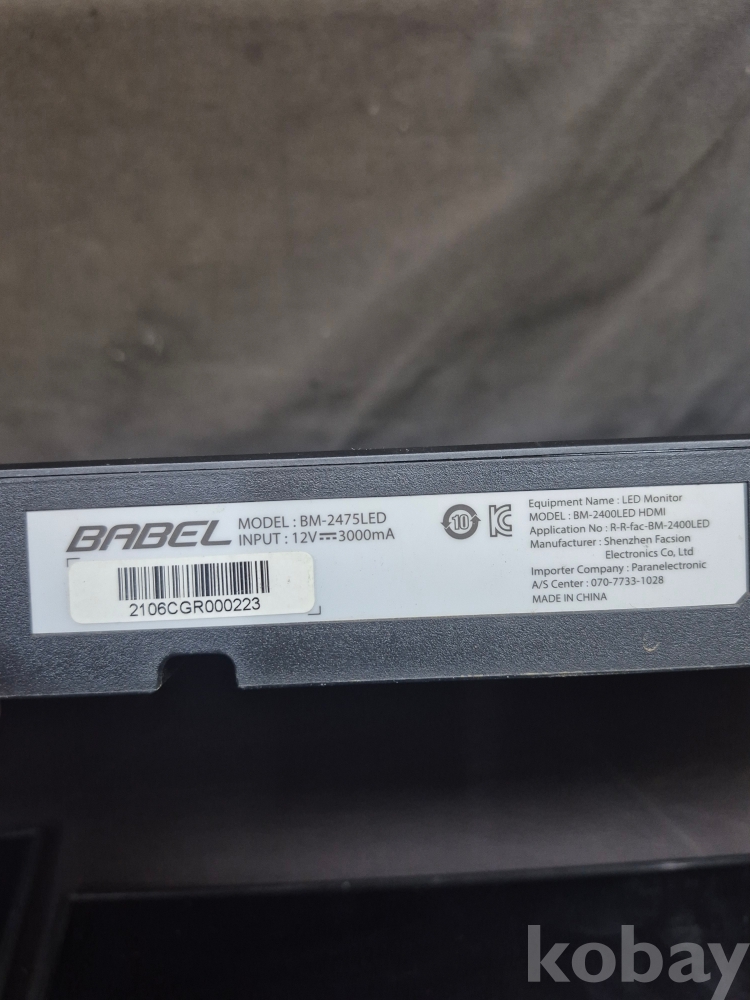 BABEL
MODEL : BM-2475LED
INPUT : 12V⎓3000mA
2106CGR000223
10
Equipment Name : LED Monitor
MODEL : BM-2400LED HDMI
Application No : R-R-fac-BM-2400LED
Manufacturer : Shenzhen Facsion
Electronics Co, Ltd
Importer Company : Paranelectronic
A/S Center : 070-7733-1028
MADE IN CHINA
kobay